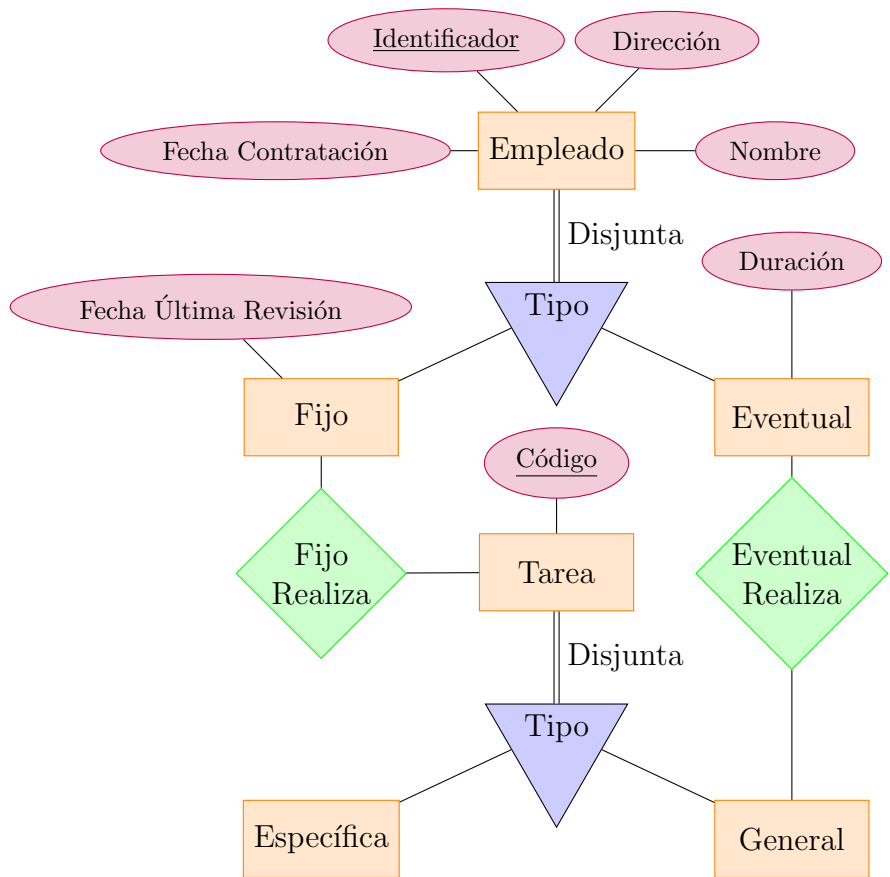 Identificador
Dirección
Fecha Contratación
Empleado
Nombre
Disjunta
Duración
Fecha Última Revisión
Tipo
Fijo
Eventual
Código
Fijo
Realiza
Tarea
Eventual
Realiza
Disjunta
Tipo
Específica
General